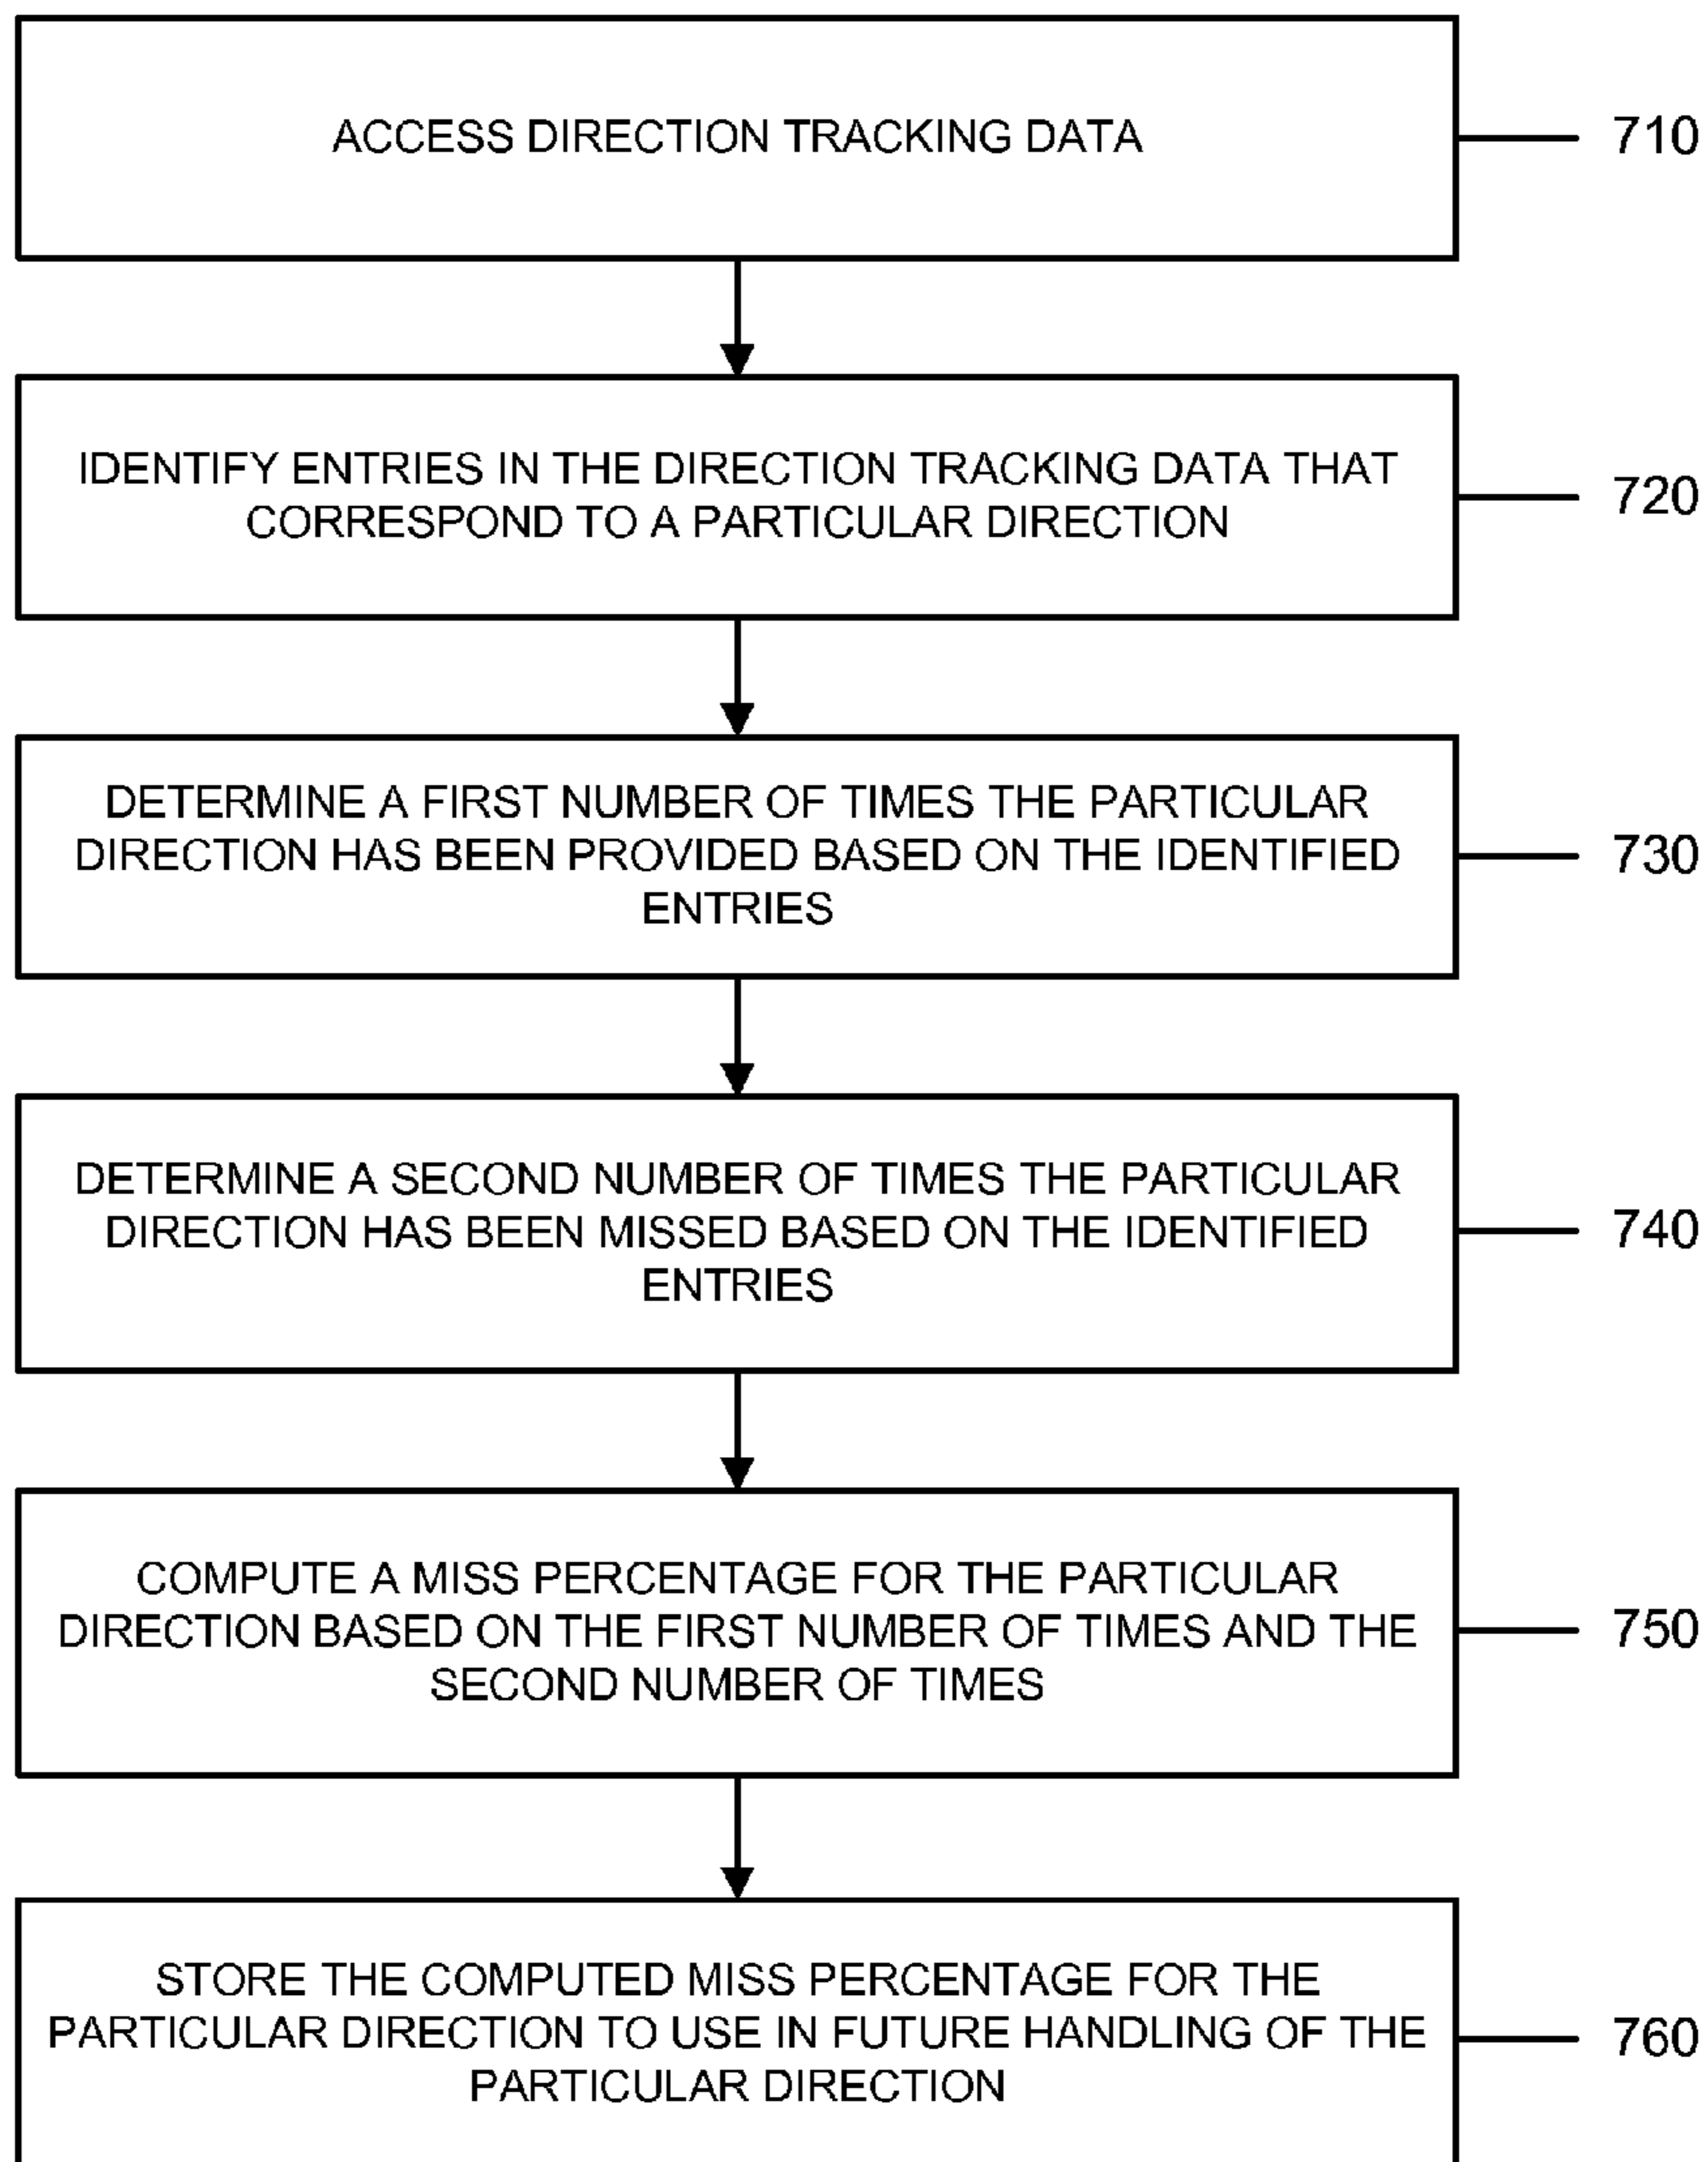 ACCESS DIRECTION TRACKING DATA
710
IDENTIFY ENTRIES IN THE DIRECTION TRACKING DATA THAT
CORRESPOND TO A PARTICULAR DIRECTION
720
DETERMINE A FIRST NUMBER OF TIMES THE PARTICULAR
DIRECTION HAS BEEN PROVIDED BASED ON THE IDENTIFIED
ENTRIES
730
DETERMINE A SECOND NUMBER OF TIMES THE PARTICULAR
DIRECTION HAS BEEN MISSED BASED ON THE IDENTIFIED
ENTRIES
740
COMPUTE A MISS PERCENTAGE FOR THE PARTICULAR
DIRECTION BASED ON THE FIRST NUMBER OF TIMES AND THE
SECOND NUMBER OF TIMES
750
STORE THE COMPUTED MISS PERCENTAGE FOR THE
PARTICULAR DIRECTION TO USE IN FUTURE HANDLING OF THE
PARTICULAR DIRECTION
760